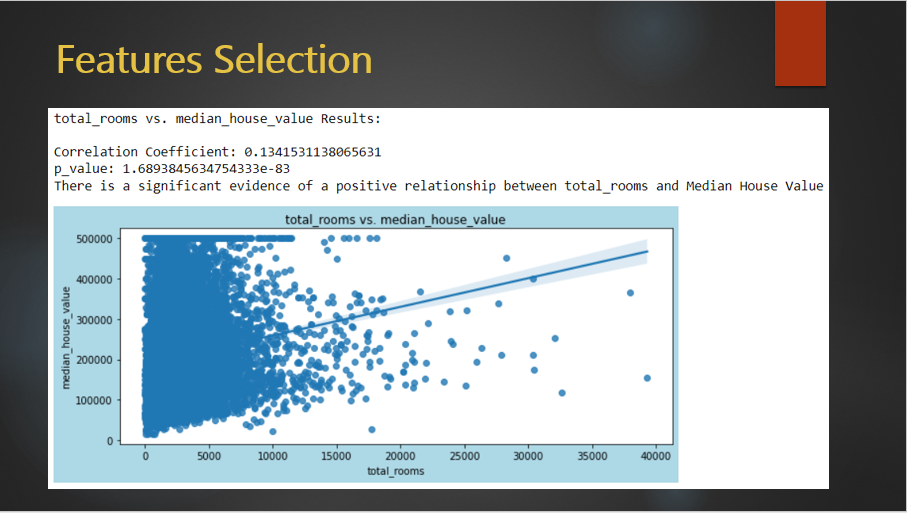 Features Selection
total_rooms vs. median_house_value Results:
Correlation Coefficient: 0.1341531138065631
p_value: 1.6893845634754333e-83
There is a significant evidence of a positive relationship between total_rooms and Median House Value
total_rooms vs. median_house_value
500000
400000
300000
200000
100000
0
median_house_value
0 5000 10000 15000 20000 25000 30000 35000 40000
total_rooms